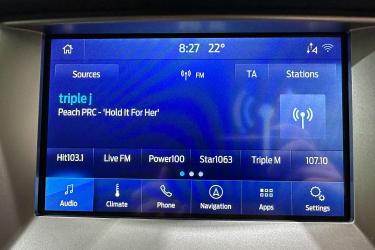 8:27 22°
Sources FM TA Stations
triple j
Peach PRC - 'Hold It For Her'
Hit103.1 Live FM Power100 Star1063 Triple M 107.10
Audio Climate Phone Navigation Apps Settings